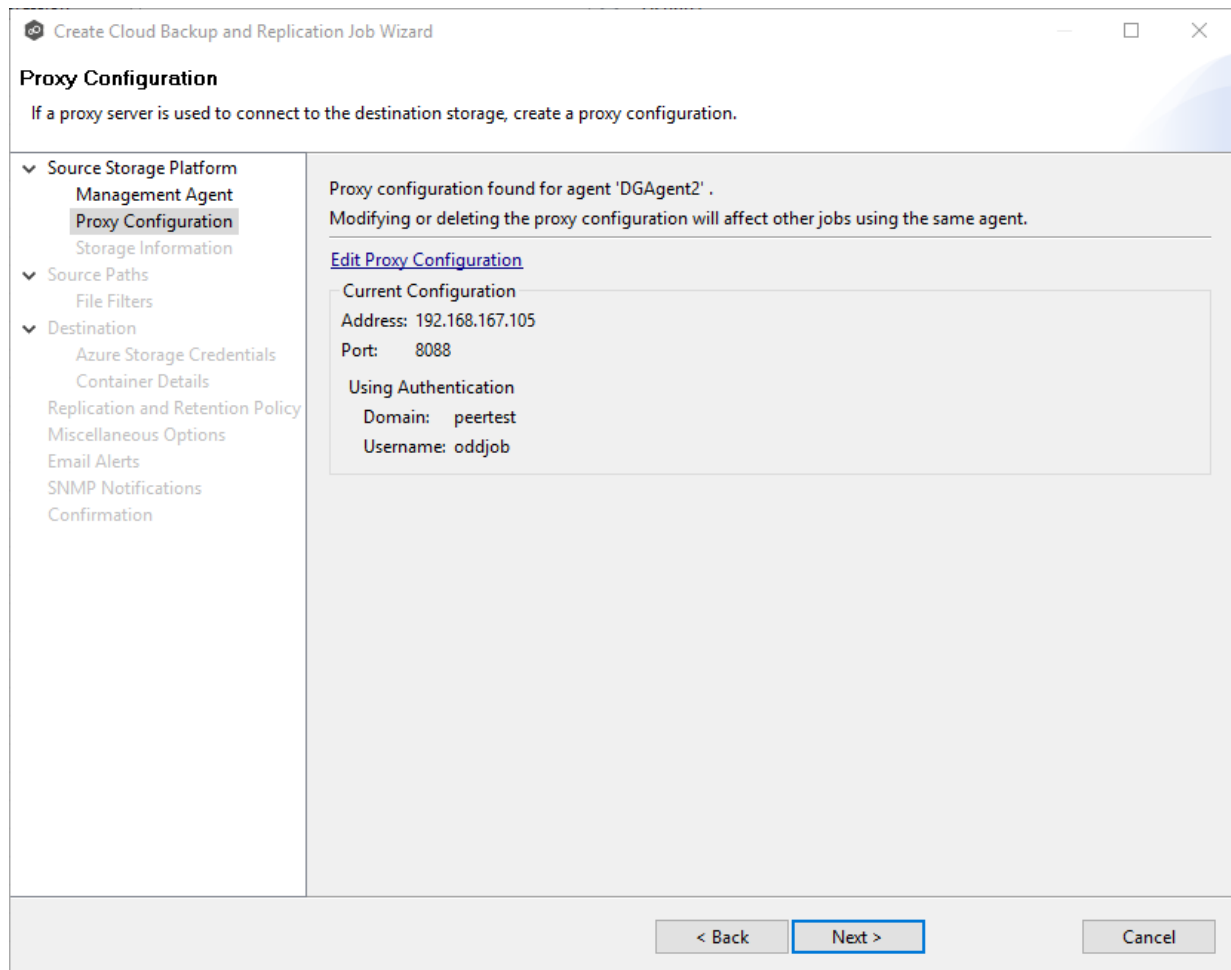 Create Cloud Backup and Replication Job Wizard
Proxy Configuration
If a proxy server is used to connect to the destination storage, create a proxy configuration.
Source Storage Platform
Management Agent
Proxy Configuration
Storage Information
Source Paths
File Filters
Destination
Azure Storage Credentials
Container Details
Replication and Retention Policy
Miscellaneous Options
Email Alerts
SNMP Notifications
Confirmation
Proxy configuration found for agent 'DGAgent2' .
Modifying or deleting the proxy configuration will affect other jobs using the same agent.
Edit Proxy Configuration
Current Configuration
Address: 192.168.167.105
Port: 8088
Using Authentication
Domain: peertest
Username: oddjob
< Back Next > Cancel